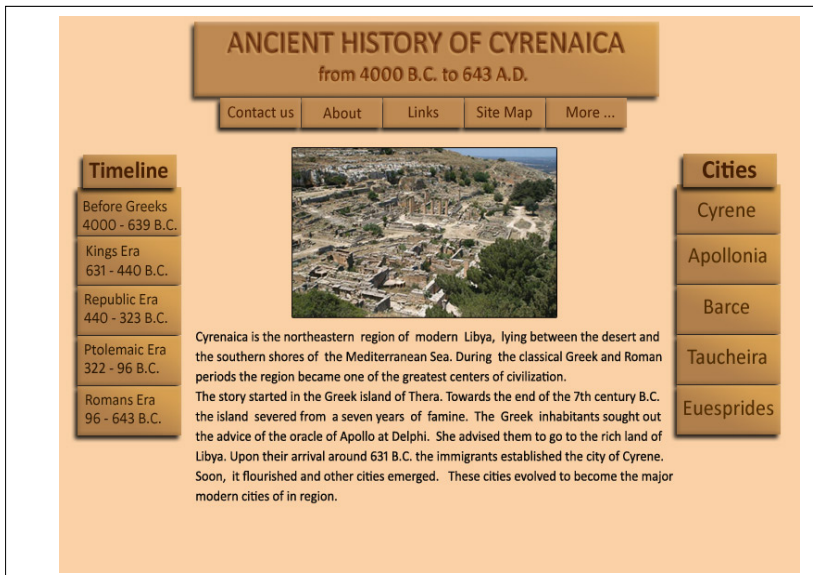 ANCIENT HISTORY OF CYRENAICA
from 4000 B.C. to 643 A.D.
Contact us
About
Links
Site Map
More ...
Timeline
Before Greeks
4000 - 639 B.C.
Kings Era
631 - 440 B.C.
Republic Era
440 - 323 B.C.
Ptolemaic Era
322 - 96 B.C.
Romans Era
96 - 643 B.C.
Cyrenaica is the northeastern region of modern Libya, lying between the desert and
the southern shores of the Mediterranean Sea. During the classical Greek and Roman
periods the region became one of the greatest centers of civilization.
The story started in the Greek island of Thera. Towards the end of the 7th century B.C.
the island severed from a seven years of famine. The Greek inhabitants sought out
the advice of the oracle of Apollo at Delphi. She advised them to go to the rich land of
Libya. Upon their arrival around 631 B.C. the immigrants established the city of Cyrene.
Soon, it flourished and other cities emerged. These cities evolved to become the major
modern cities of in region.
Cities
Cyrene
Apollonia
Barce
Taucheira
Euesprides